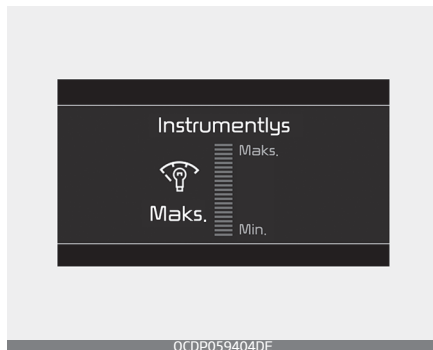 Instrumentlys
Maks.
Maks.
Min.
OCDP059404DE